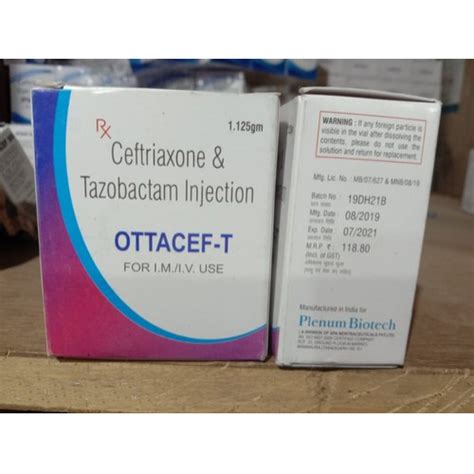 Rx
1.125gm
Ceftriaxone &
Tazobactam Injection
OTTACEF-T
FOR I.M./I.V. USE
WARNING : If any foreign particle is
visible in the vial after dissolving
the contents, please do not use the
solution and return for replacement.
Mfg. Lic. No. : MB/07/627 & MNB/08/19
Batch No. : 19DH21B
Mfg. Date : 08/2019
Exp. Date : 07/2021
M.R.P. ₹ : 118.80
(Incl. of GST)
Manufactured in India for
Plenum Biotech